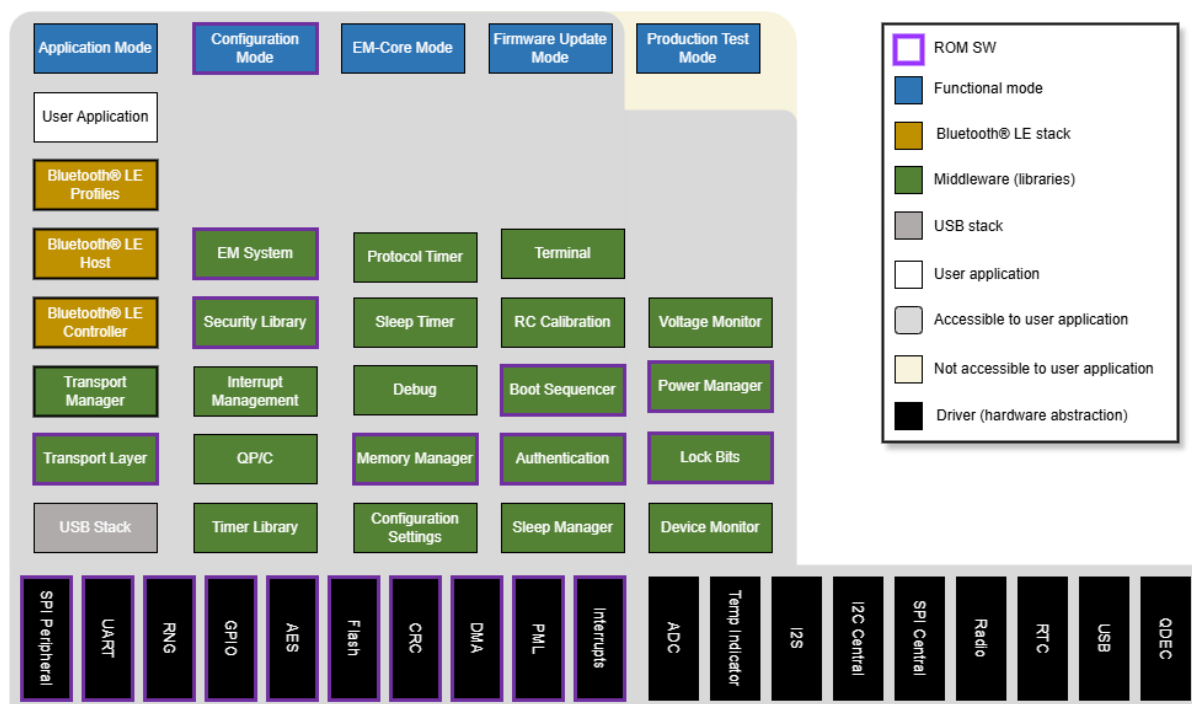 Application Mode
Configuration
Mode
EM-Core Mode
Firmware Update
Mode
Production Test
Mode
User Application
Bluetooth® LE
Profiles
Bluetooth® LE
Host
EM System
Protocol Timer
Terminal
Bluetooth® LE
Controller
Security Library
Sleep Timer
RC Calibration
Voltage Monitor
Transport
Manager
Interrupt
Management
Debug
Boot Sequencer
Power Manager
Transport Layer
QP/C
Memory Manager
Authentication
Lock Bits
USB Stack
Timer Library
Configuration
Settings
Sleep Manager
Device Monitor
SPI Peripheral
UART
RNG
GPIO
AES
Flash
CRC
DMA
PML
Interrupts
ADC
Temp Indicator
I2S
I2C Central
SPI Central
Radio
RTC
USB
QDEC
ROM SW
Functional mode
Bluetooth® LE stack
Middleware (libraries)
USB stack
User application
Accessible to user application
Not accessible to user application
Driver (hardware abstraction)